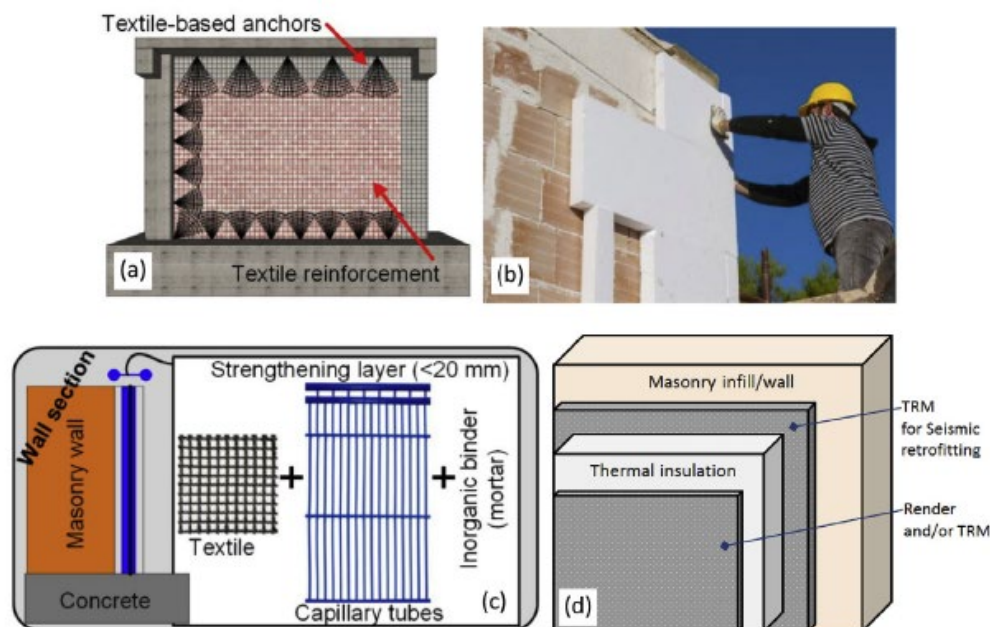 Textile-based anchors
(a)
Textile reinforcement
(b)
Wall section
Masonry wall
Concrete
Strengthening layer (<20 mm)
Textile
+
Capillary tubes
+
Inorganic binder
(mortar)
(c)
Masonry infill/wall
TRM
for Seismic
retrofitting
Thermal insulation
Render
and/or TRM
(d)